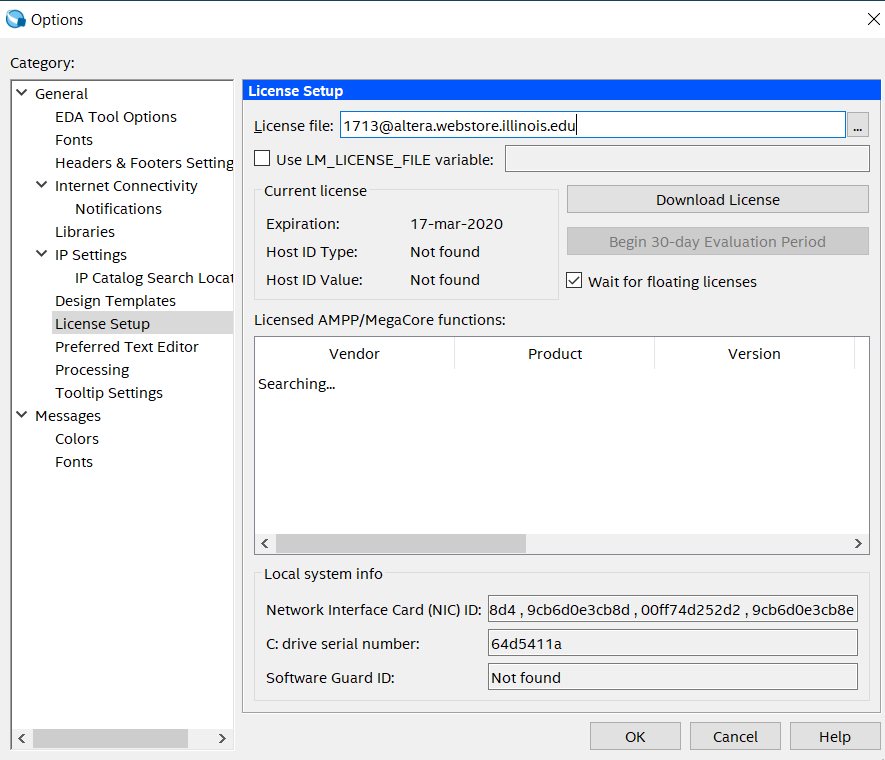 Options
Category:
General
EDA Tool Options
Fonts
Headers & Footers Setting
Internet Connectivity
Notifications
Libraries
IP Settings
IP Catalog Search Locat
Design Templates
License Setup
Preferred Text Editor
Processing
Tooltip Settings
Messages
Colors
Fonts
License Setup
License file: 1713@altera.webstore.illinois.edu ...
Use LM_LICENSE_FILE variable:
Current license
Expiration: 17-mar-2020
Host ID Type: Not found
Host ID Value: Not found
Download License
Begin 30-day Evaluation Period
Wait for floating licenses
Licensed AMPP/MegaCore functions:
Vendor Product Version
Searching...
Local system info
Network Interface Card (NIC) ID: 8d4 , 9cb6d0e3cb8d , 00ff74d252d2 , 9cb6d0e3cb8e
C: drive serial number: 64d5411a
Software Guard ID: Not found
OK Cancel Help